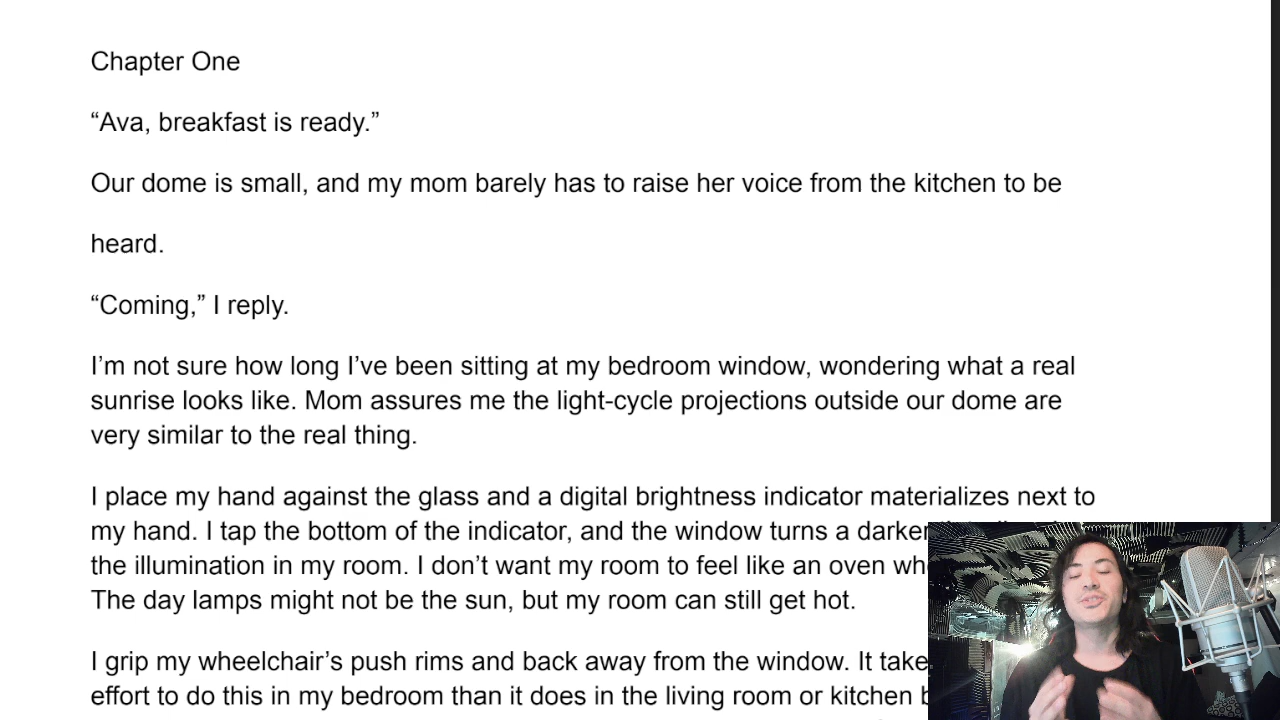 Chapter One
“Ava, breakfast is ready.”
Our dome is small, and my mom barely has to raise her voice from the kitchen to be
heard.
“Coming,” I reply.
I’m not sure how long I’ve been sitting at my bedroom window, wondering what a real
sunrise looks like. Mom assures me the light-cycle projections outside our dome are
very similar to the real thing.
I place my hand against the glass and a digital brightness indicator materializes next to
my hand. I tap the bottom of the indicator, and the window turns a darker
the illumination in my room. I don’t want my room to feel like an oven
The day lamps might not be the sun, but my room can still get hot.
I grip my wheelchair’s push rims and back away from the window. It
effort to do this in my bedroom than it does in the living room or kitchen